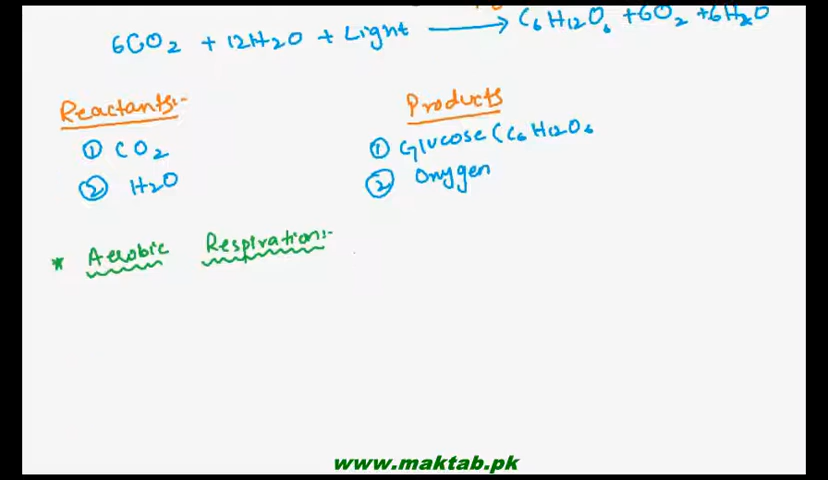 6CO2 + 12H2O + Light ⟶ C6H12O6 + 6O2 + 6H2O
Reactants:- Products
① CO2 ① Glucose (C6H12O6
② H2O ② Oxygen
* Aerobic Respiration:-
www.maktab.pk